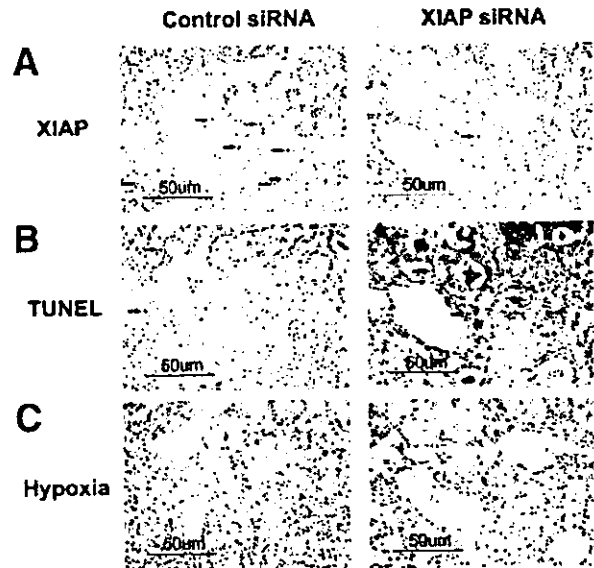 Control siRNA XIAP siRNA
A
XIAP
50um 50um
B
TUNEL
50um 50um
C
Hypoxia
50um 50um